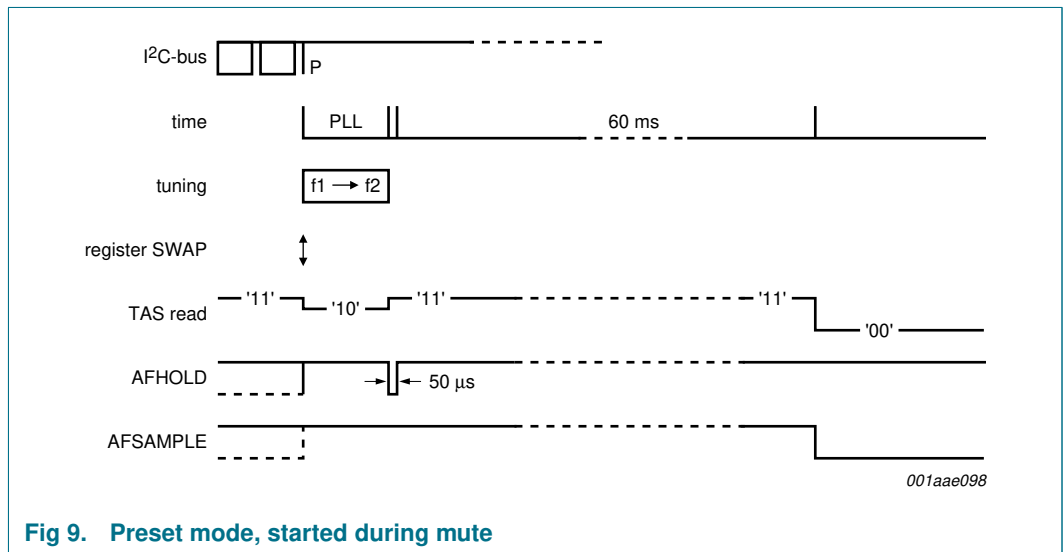 I²C-bus
P
time
PLL
60 ms
tuning
f1 → f2
register SWAP
TAS read
'11'
'10'
'11'
'11'
'00'
AFHOLD
50 μs
AFSAMPLE
001aae098
Fig 9. Preset mode, started during mute